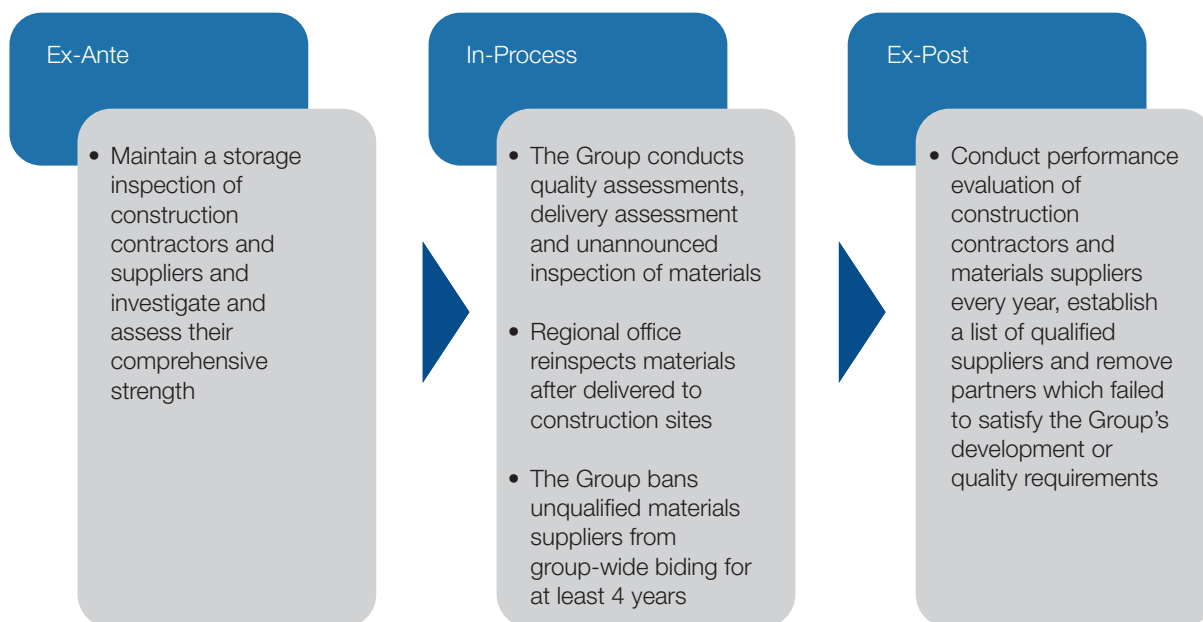 Ex-Ante
• Maintain a storage
inspection of
construction
contractors and
suppliers and
investigate and
assess their
comprehensive
strength
In-Process
• The Group conducts
quality assessments,
delivery assessment
and unannounced
inspection of materials
• Regional office
reinspects materials
after delivered to
construction sites
• The Group bans
unqualified materials
suppliers from
group-wide biding for
at least 4 years
Ex-Post
• Conduct performance
evaluation of
construction
contractors and
materials suppliers
every year, establish
a list of qualified
suppliers and remove
partners which failed
to satisfy the Group’s
development or
quality requirements